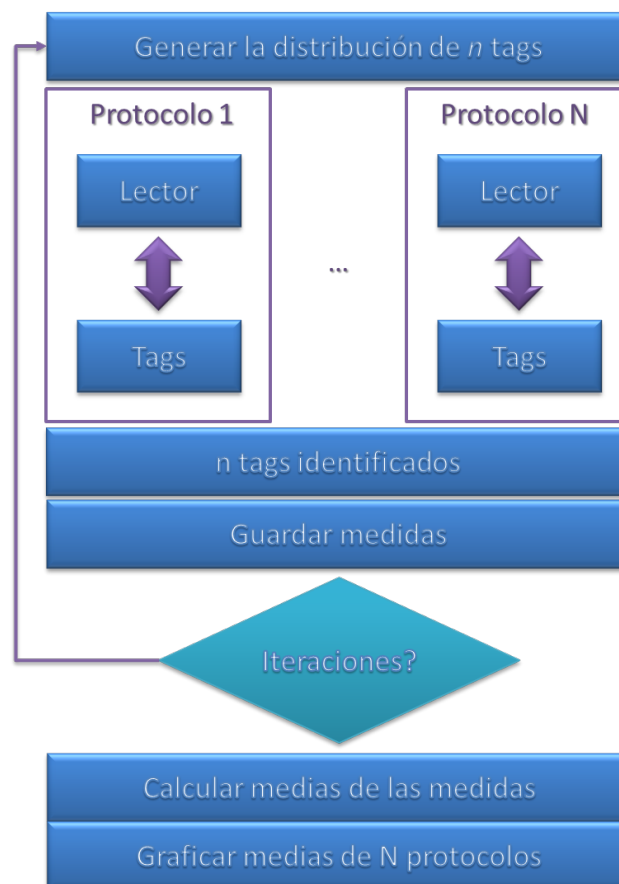 Generar la distribución de n tags
Protocolo 1
Protocolo N
Lector
Lector
...
Tags
Tags
n tags identificados
Guardar medidas
Iteraciones?
Calcular medias de las medidas
Graficar medias de N protocolos